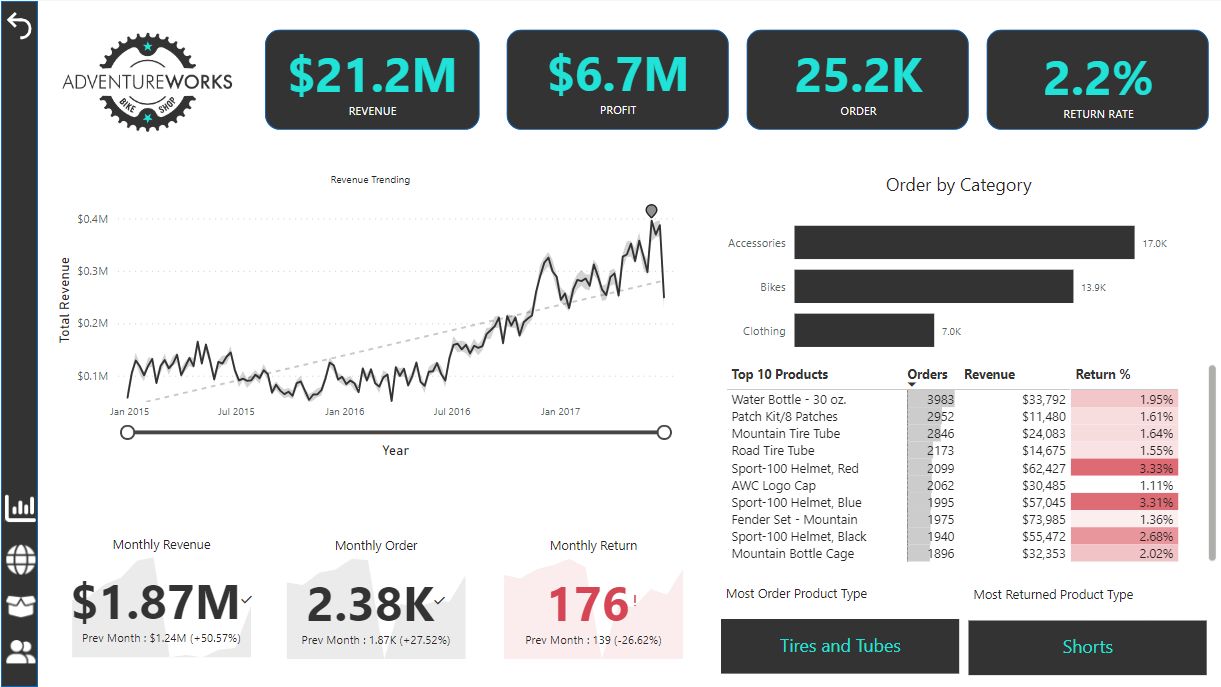 ADVENTUREWORKS
BIKE SHOP
$21.2M
REVENUE
$6.7M
PROFIT
25.2K
ORDER
2.2%
RETURN RATE
Revenue Trending
Total Revenue
$0.4M
$0.3M
$0.2M
$0.1M
Jan 2015 Jul 2015 Jan 2016 Jul 2016 Jan 2017
Year
Order by Category
Accessories 17.0K
Bikes 13.9K
Clothing 7.0K
Top 10 Products Orders Revenue Return %
Water Bottle - 30 oz. 3983 $33,792 1.95%
Patch Kit/8 Patches 2952 $11,480 1.61%
Mountain Tire Tube 2846 $24,083 1.64%
Road Tire Tube 2173 $14,675 1.55%
Sport-100 Helmet, Red 2099 $62,427 3.33%
AWC Logo Cap 2062 $30,485 1.11%
Sport-100 Helmet, Blue 1995 $57,045 3.31%
Fender Set - Mountain 1975 $73,985 1.36%
Sport-100 Helmet, Black 1940 $55,472 2.68%
Mountain Bottle Cage 1896 $32,353 2.02%
Monthly Revenue
$1.87M
Prev Month : $1.24M (+50.57%)
Monthly Order
2.38K
Prev Month : 1.87K (+27.52%)
Monthly Return
176!
Prev Month : 139 (-26.62%)
Most Order Product Type
Tires and Tubes
Most Returned Product Type
Shorts